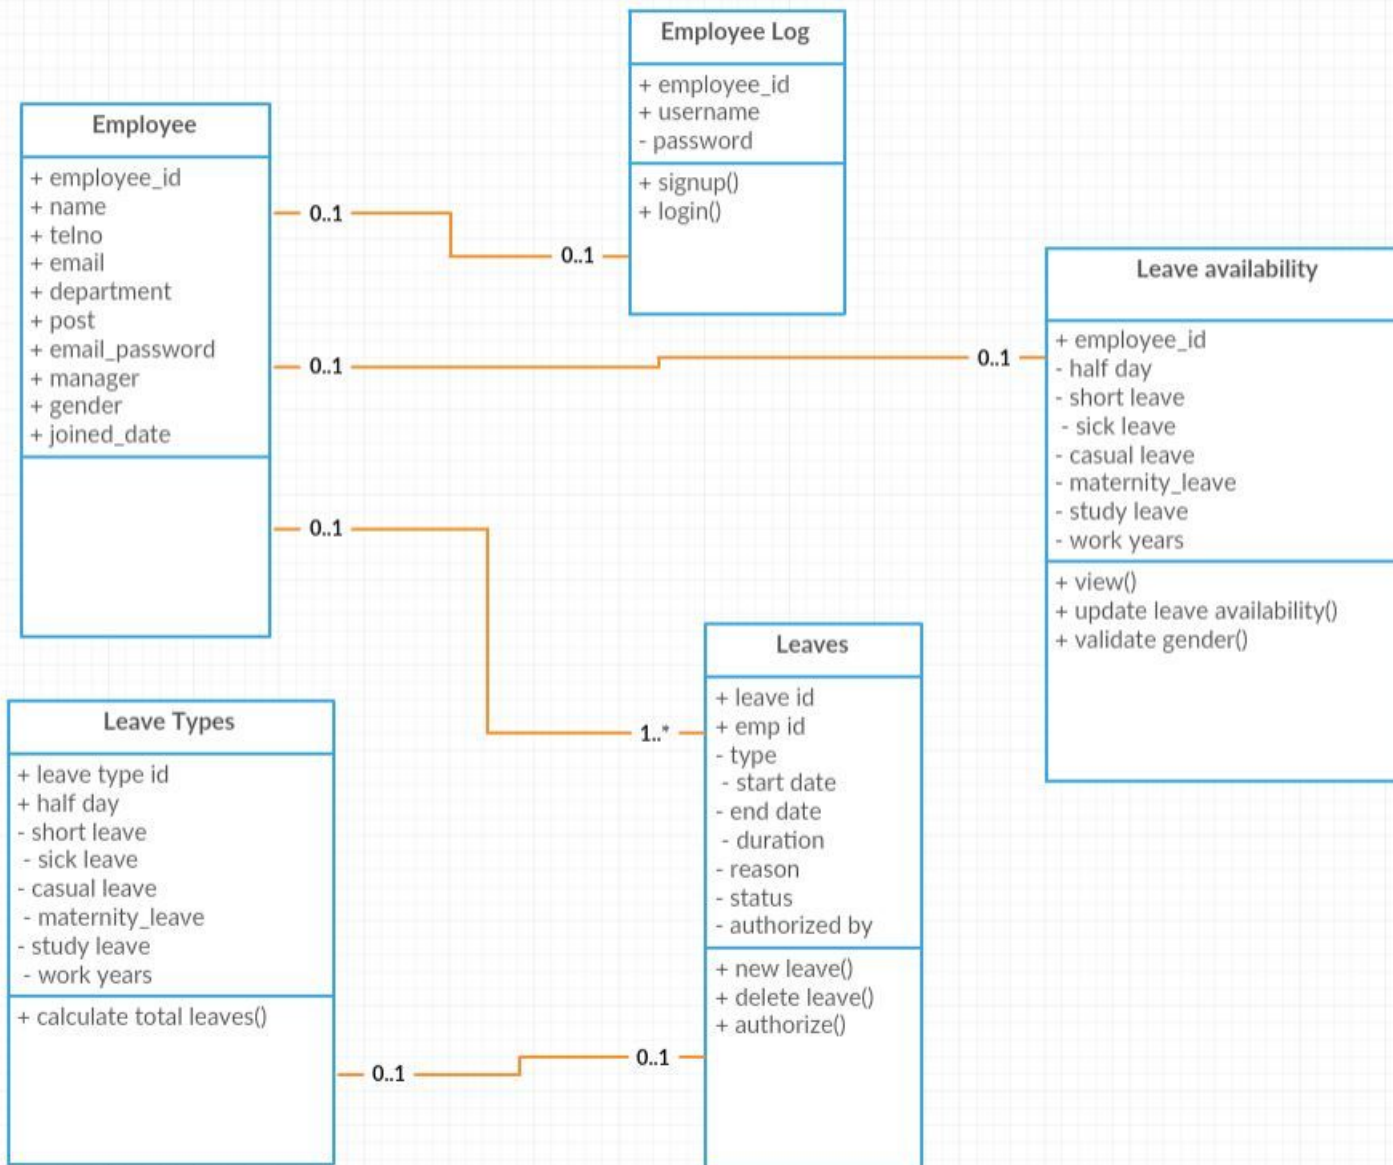 Employee Log
+ employee_id
+ username
- password
+ signup()
+ login()
Employee
+ employee_id
+ name
+ telno
+ email
+ department
+ post
+ email_password
+ manager
+ gender
+ joined_date
0..1
0..1
0..1
0..1
0..1
1..*
Leave availability
+ employee_id
- half day
- short leave
- sick leave
- casual leave
- maternity_leave
- study leave
- work years
+ view()
+ update leave availability()
+ validate gender()
Leaves
+ leave id
+ emp id
- type
- start date
- end date
- duration
- reason
- status
- authorized by
+ new leave()
+ delete leave()
+ authorize()
Leave Types
+ leave type id
+ half day
- short leave
- sick leave
- casual leave
- maternity_leave
- study leave
- work years
+ calculate total leaves()
0..1
0..1